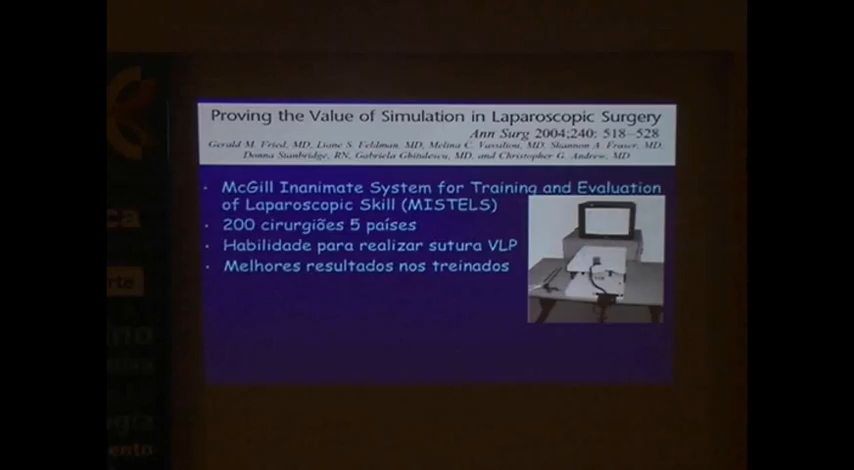 Proving the Value of Simulation in Laparoscopic Surgery
Ann Surg 2004;240: 518–528
Gerald M. Fried, MD, Liane S. Feldman, MD, Melina C. Vassiliou, MD, Shannon A. Fraser, MD,
Donna Stanbridge, RN, Gabriela Ghitulescu, MD, and Christopher G. Andrew, MD
• McGill Inanimate System for Training and Evaluation
of Laparoscopic Skill (MISTELS)
• 200 cirurgiões 5 países
• Habilidade para realizar sutura VLP
• Melhores resultados nos treinados
ca
rte
ento